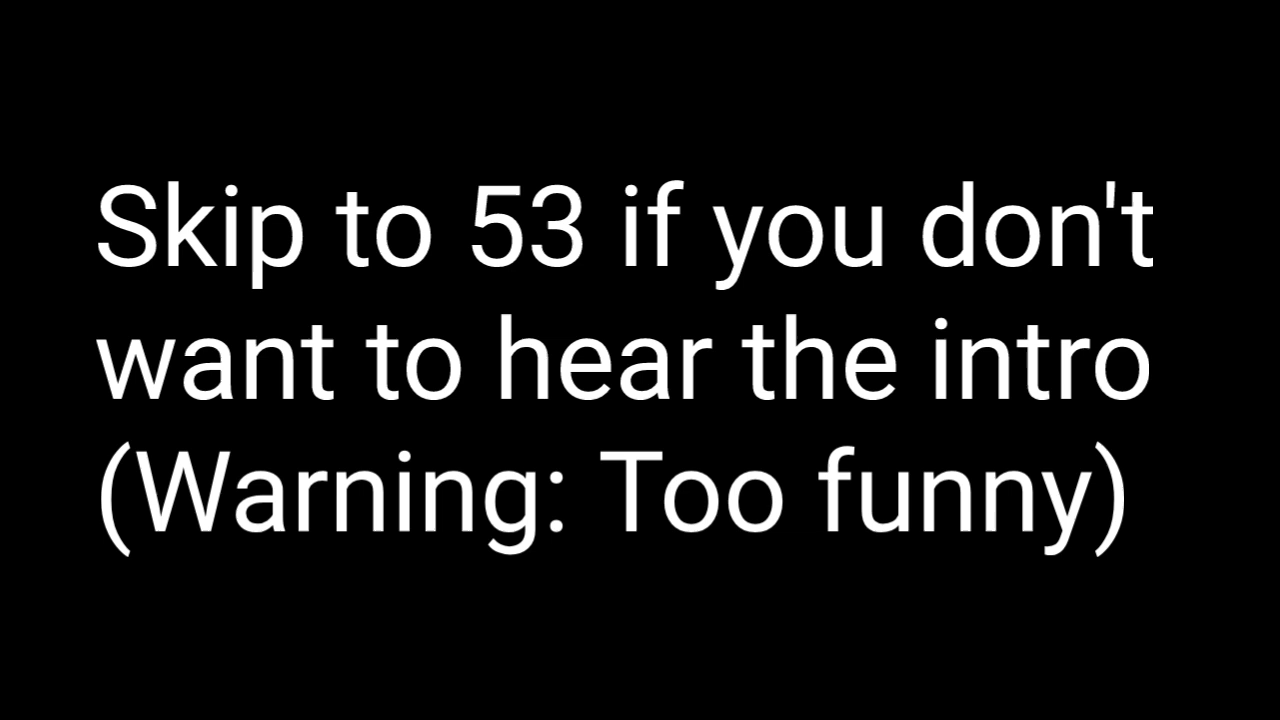 Skip to 53 if you don't
want to hear the intro
(Warning: Too funny)